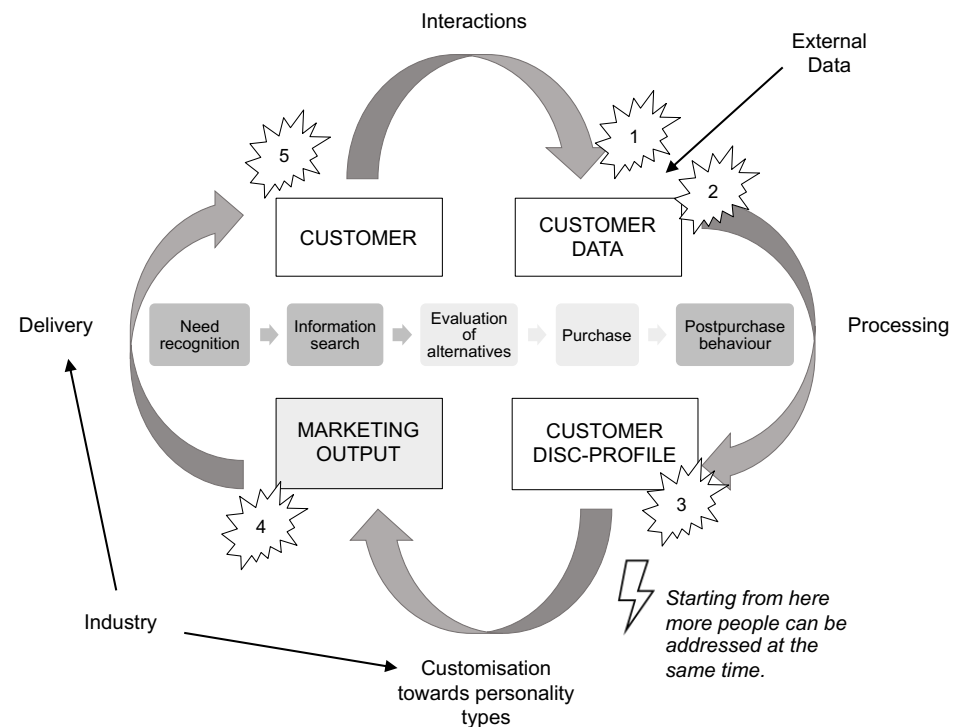 Interactions
External
Data
1
5
2
CUSTOMER
CUSTOMER
DATA
Delivery
Need
recognition
Information
search
Evaluation
of
alternatives
Purchase
Postpurchase
behaviour
Processing
MARKETING
OUTPUT
CUSTOMER
DISC-PROFILE
3
4
Starting from here
more people can be
addressed at the
same time.
Industry
Customisation
towards personality
types